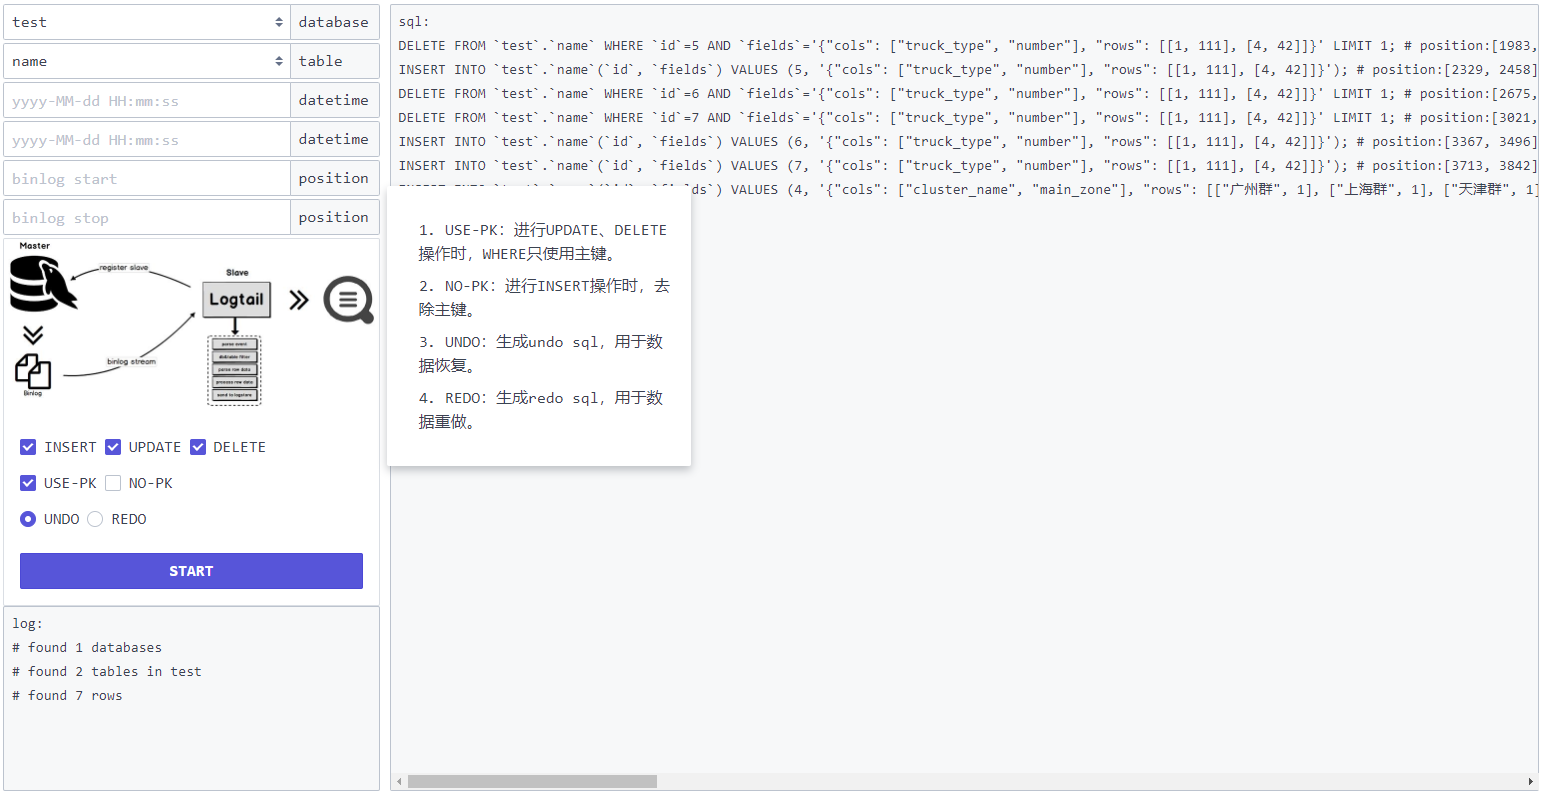 test
database
name
table
yyyy-MM-dd HH:mm:ss
datetime
yyyy-MM-dd HH:mm:ss
datetime
binlog start
position
binlog stop
position
Master
register slave
Slave
Logtail
binlog stream
Binlog
parse event
parse row data
process row data
send to logstore
INSERT
UPDATE
DELETE
USE-PK
NO-PK
UNDO
REDO
START
log:
# found 1 databases
# found 2 tables in test
# found 7 rows
sql:
DELETE FROM `test`.`name` WHERE `id`=5 AND `fields`='{"cols": ["truck_type", "number"], "rows": [[1, 111], [4, 42]]}' LIMIT 1; # position:[1983,
INSERT INTO `test`.`name`(`id`, `fields`) VALUES (5, '{"cols": ["truck_type", "number"], "rows": [[1, 111], [4, 42]]}'); # position:[2329, 2458]
DELETE FROM `test`.`name` WHERE `id`=6 AND `fields`='{"cols": ["truck_type", "number"], "rows": [[1, 111], [4, 42]]}' LIMIT 1; # position:[2675,
DELETE FROM `test`.`name` WHERE `id`=7 AND `fields`='{"cols": ["truck_type", "number"], "rows": [[1, 111], [4, 42]]}' LIMIT 1; # position:[3021,
INSERT INTO `test`.`name`(`id`, `fields`) VALUES (6, '{"cols": ["truck_type", "number"], "rows": [[1, 111], [4, 42]]}'); # position:[3367, 3496]
INSERT INTO `test`.`name`(`id`, `fields`) VALUES (7, '{"cols": ["truck_type", "number"], "rows": [[1, 111], [4, 42]]}'); # position:[3713, 3842]
VALUES (4, '{"cols": ["cluster_name", "main_zone"], "rows": [["广州群", 1], ["上海群", 1], ["天津群", 1]
1. USE-PK：进行UPDATE、DELETE
操作时，WHERE只使用主键。
2. NO-PK：进行INSERT操作时，去
除主键。
3. UNDO：生成undo sql，用于数
据恢复。
4. REDO：生成redo sql，用于数
据重做。